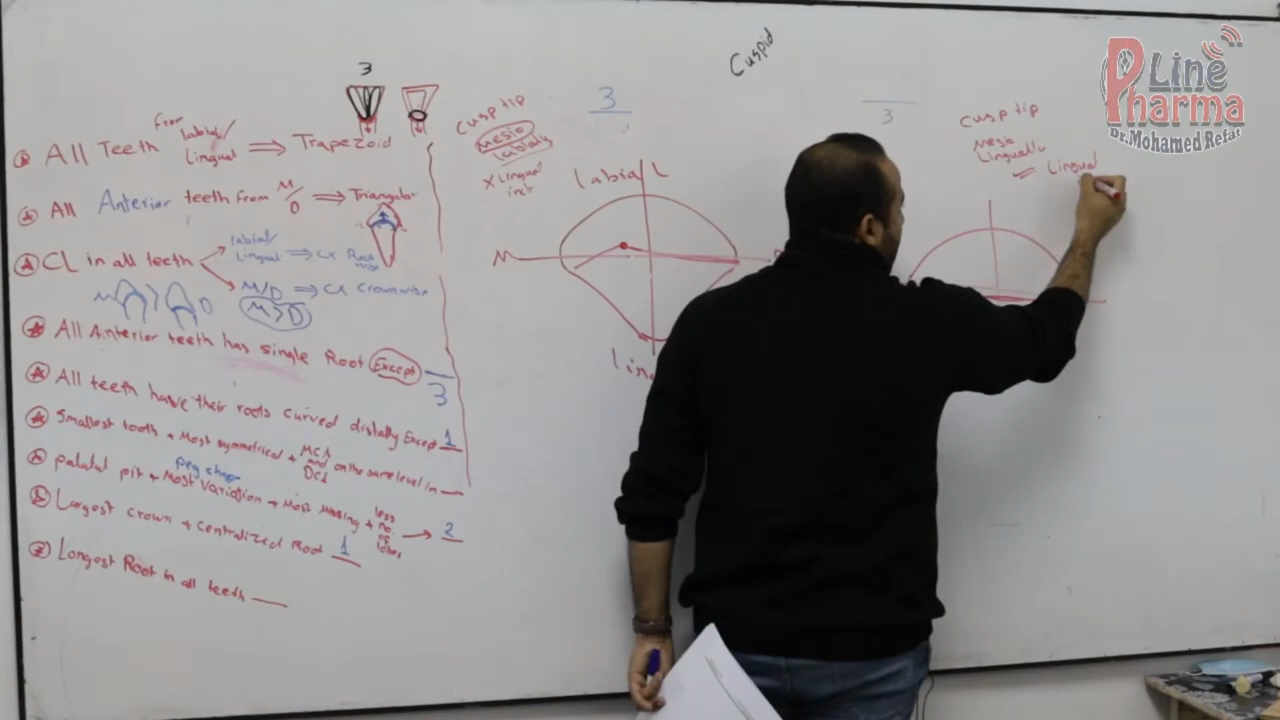 Cuspid
P Line
Pharma
Dr.Mohamed Refat
3
All Teeth from labial/ Lingual ⇒ Trapezoid
All Anterior teeth from M/D ⇒ Triangular
CL in all teeth
labial/ Lingual ⇒ CX Root wise
M/D ⇒ CX Crownwise
M > D
M>D
All Anterior teeth has single Root Except 3
All teeth have their roots curved distally Except 1
Smallest tooth + Most symmetrical + MCA and DCA on the same level in
peg shape
palatal pit + Most Variation + Most Missing + less no. of lobes → 2
Largest crown + Centralized Root 1
Longest Root in all teeth
Cusp tip
Mesio
labially
X Lingual
3
labial
M
3
Cusp tip
Mesio
Lingually
Lingual